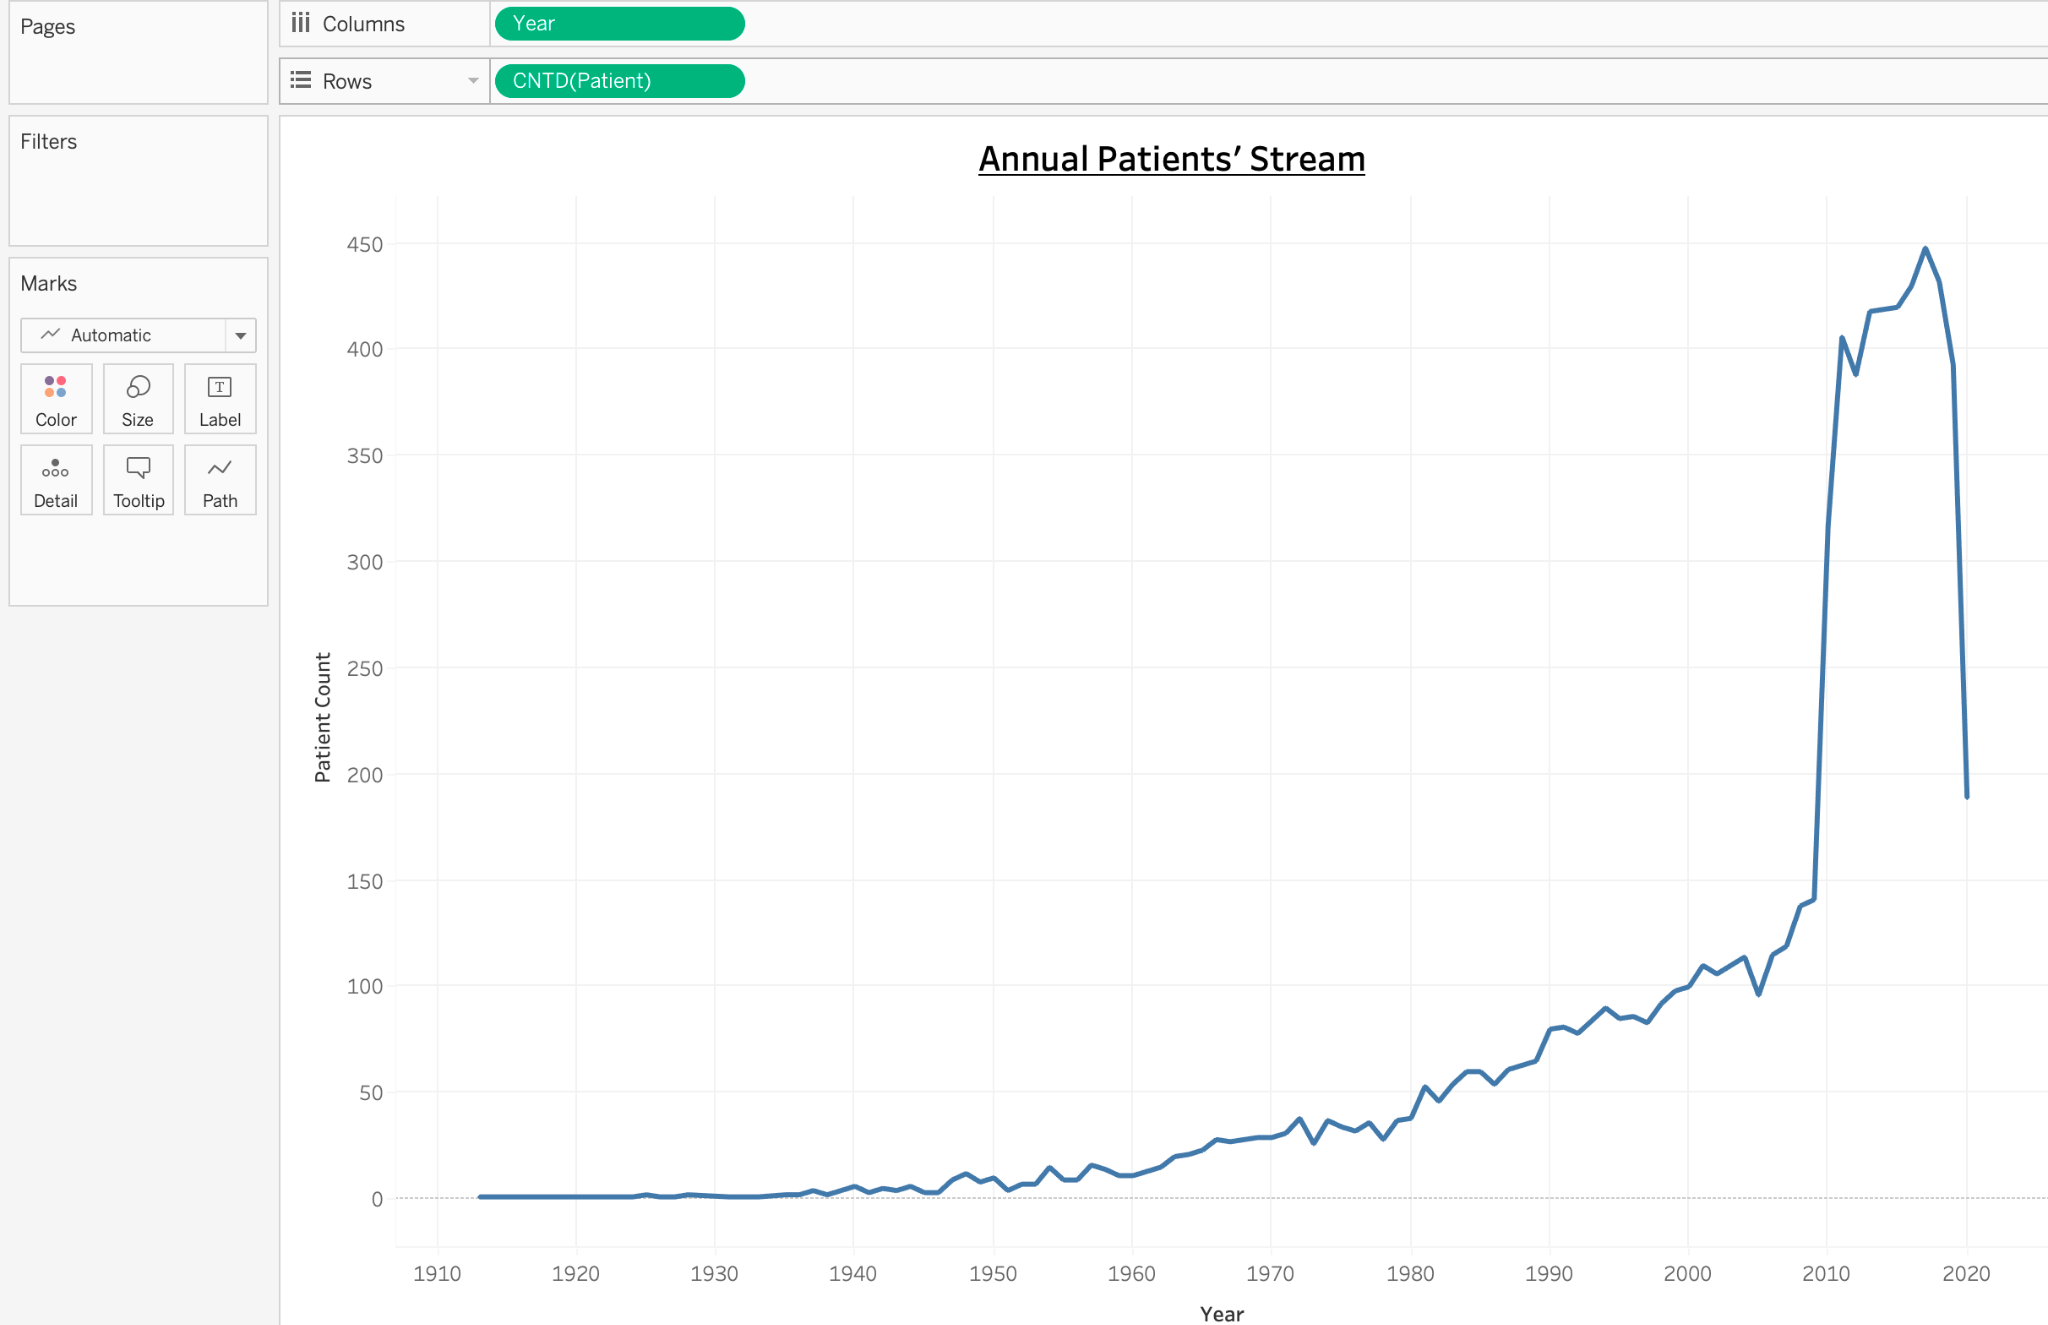 Pages
Columns
Year
Rows
CNTD(Patient)
Filters
Marks
Automatic
Color
Size
T
Label
Detail
Tooltip
Path
Annual Patients’ Stream
Patient Count
450
400
350
300
250
200
150
100
50
0
1910 1920 1930 1940 1950 1960 1970 1980 1990 2000 2010 2020
Year